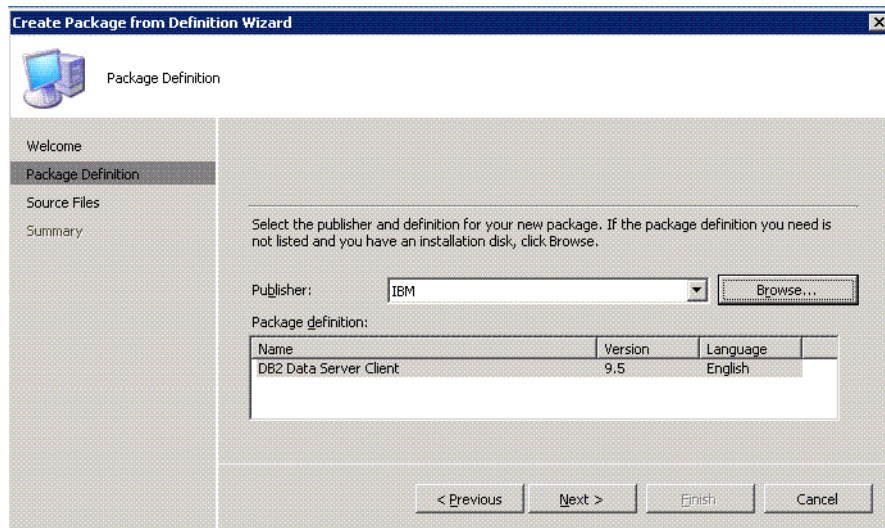 Create Package from Definition Wizard
Package Definition
Welcome
Package Definition
Source Files
Summary
Select the publisher and definition for your new package. If the package definition you need is
not listed and you have an installation disk, click Browse.
Publisher:
IBM
Browse...
Package definition:
Name Version Language
DB2 Data Server Client 9.5 English
< Previous Next > Finish Cancel